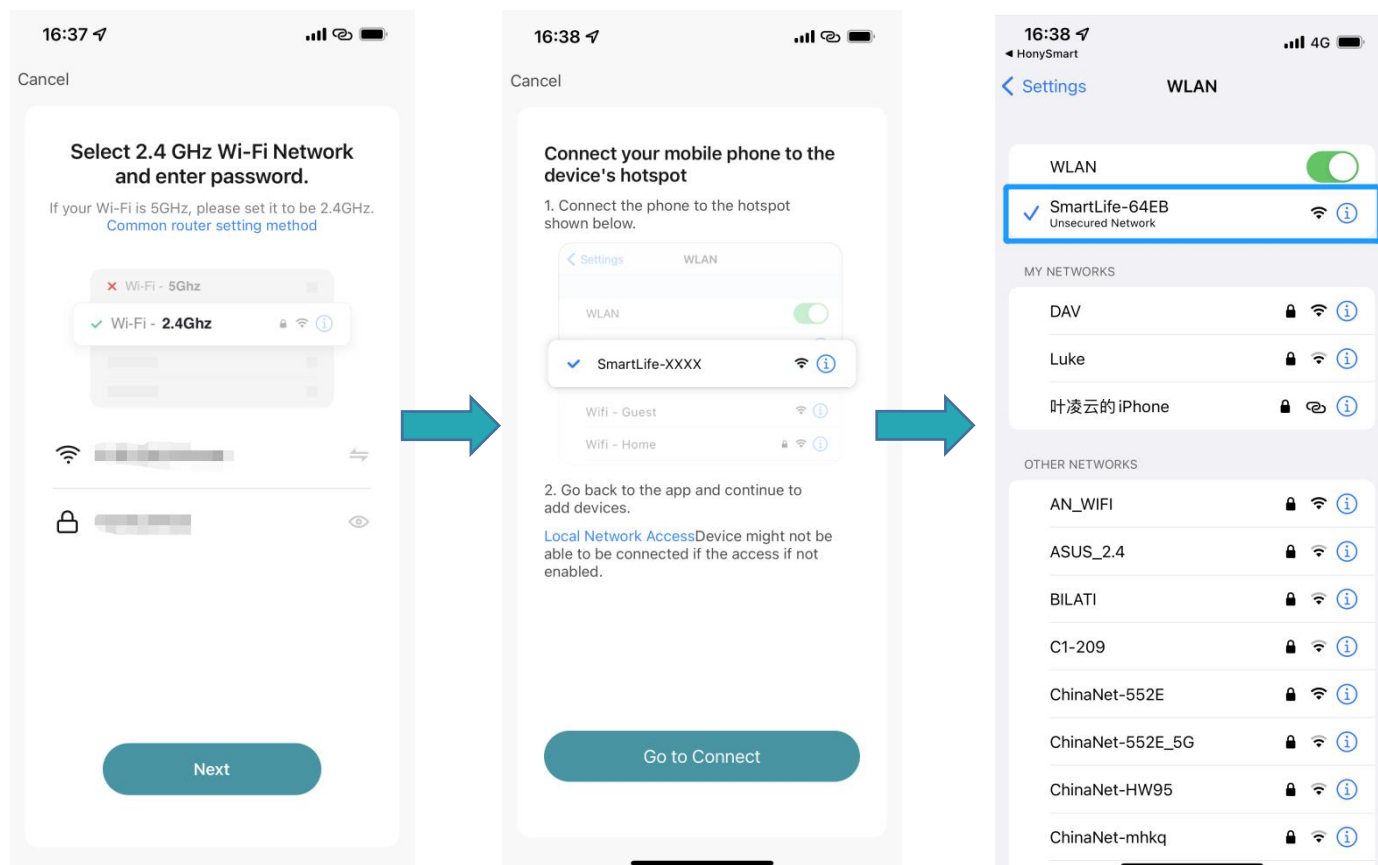 16:37
Cancel
Select 2.4 GHz Wi-Fi Network
and enter password.
If your Wi-Fi is 5GHz, please set it to be 2.4GHz.
Common router setting method
Wi-Fi - 5Ghz
Wi-Fi - 2.4Ghz
Next
16:38
Cancel
Connect your mobile phone to the
device's hotspot
1. Connect the phone to the hotspot
shown below.
Settings WLAN
WLAN
SmartLife-XXXX
Wifi - Guest
Wifi - Home
2. Go back to the app and continue to
add devices.
Local Network AccessDevice might not be
able to be connected if the access if not
enabled.
Go to Connect
16:38 4G
HonySmart
Settings WLAN
WLAN
SmartLife-64EB
Unsecured Network
MY NETWORKS
DAV
Luke
叶凌云的 iPhone
OTHER NETWORKS
AN_WIFI
ASUS_2.4
BILATI
C1-209
ChinaNet-552E
ChinaNet-552E_5G
ChinaNet-HW95
ChinaNet-mhkq